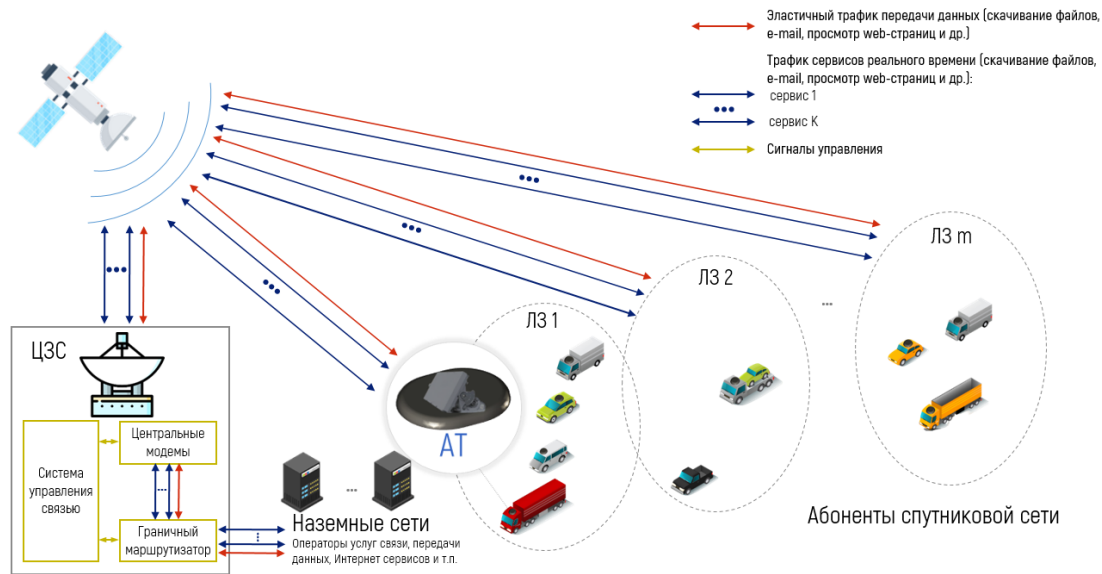 Эластичный трафик передачи данных (скачивание файлов,
e-mail, просмотр web-страниц и др.)
Трафик сервисов реального времени (скачивание файлов,
e-mail, просмотр web-страниц и др.):
сервис 1
сервис К
Сигналы управления
ЛЗ m
ЛЗ 2
...
ЛЗ 1
ЦЗС
АТ
Центральные
модемы
Система
управления
связью
...
Граничный
маршрутизатор
...
Наземные сети
Операторы услуг связи, передачи
данных, Интернет сервисов и т.п.
Абоненты спутниковой сети